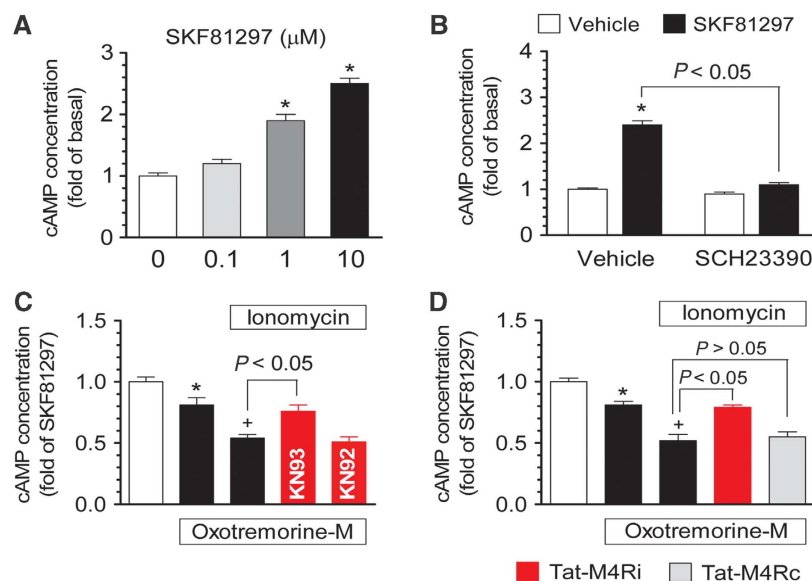 A
SKF81297 (μM)
cAMP concentration
(fold of basal)
3
2
1
0
*
*
0 0.1 1 10
B
Vehicle SKF81297
cAMP concentration
(fold of basal)
4
3
2
1
0
P < 0.05
*
Vehicle SCH23390
C
Ionomycin
cAMP concentration
(fold of SKF81297)
1.5
1.0
0.5
0.0
P < 0.05
*
+
KN93
KN92
Oxotremorine-M
D
Ionomycin
cAMP concentration
(fold of SKF81297)
1.5
1.0
0.5
0.0
P > 0.05
P < 0.05
*
+
Oxotremorine-M
Tat-M4Ri Tat-M4Rc